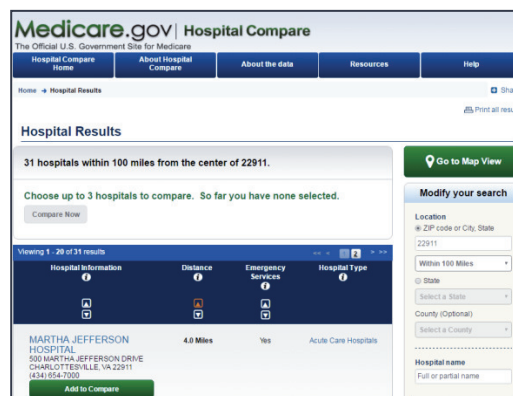 Medicare.gov | Hospital Compare
The Official U.S. Government Site for Medicare
Hospital Compare Home
About Hospital Compare
About the data
Resources
Help
Home → Hospital Results
Sha
Print all resu
Hospital Results
31 hospitals within 100 miles from the center of 22911.
Choose up to 3 hospitals to compare. So far you have none selected.
Compare Now
Viewing 1 - 20 of 31 results
<< < 1 2 > >>
Hospital Information
Distance
Emergency Services
Hospital Type
MARTHA JEFFERSON HOSPITAL
500 MARTHA JEFFERSON DRIVE
CHARLOTTESVILLE, VA 22911
(434) 654-7000
4.0 Miles
Yes
Acute Care Hospitals
Add to Compare
Go to Map View
Modify your search
Location
ZIP code or City, State
22911
Within 100 Miles
State
Select a State
County (Optional)
Select a County
Hospital name
Full or partial name